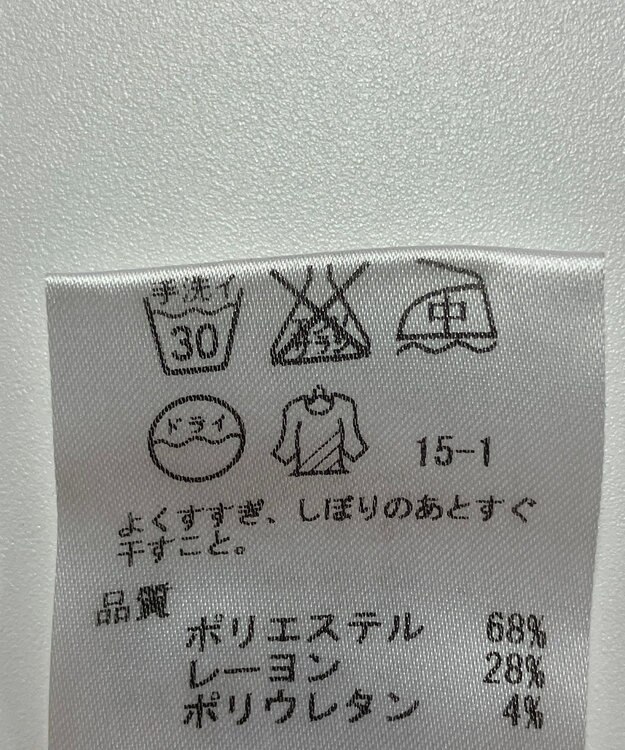 手洗イ
30
中
ドライ
15-1
よくすすぎ、しぼりのあとすぐ
干すこと。
品質
ポリエステル 68%
レーヨン 28%
ポリウレタン 4%